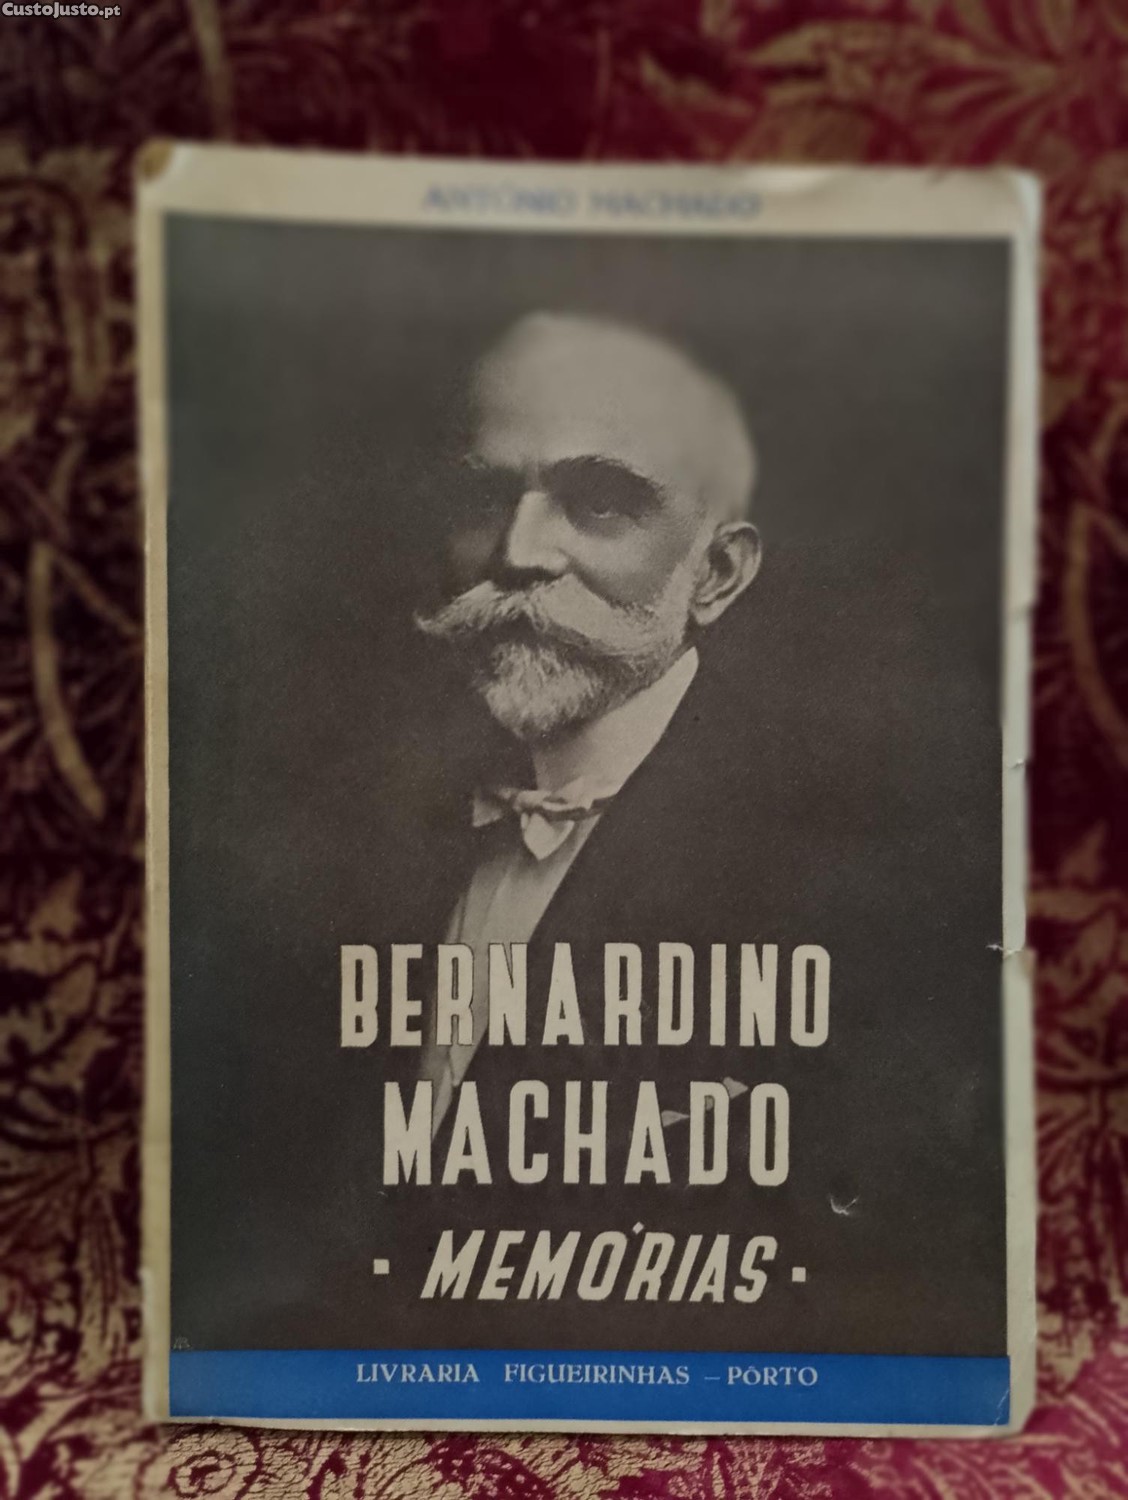 CustoJusto.pt
ANTÓNIO MACHADO
BERNARDINO
MACHADO
· MEMÓRIAS ·
LIVRARIA FIGUEIRINHAS — PÔRTO